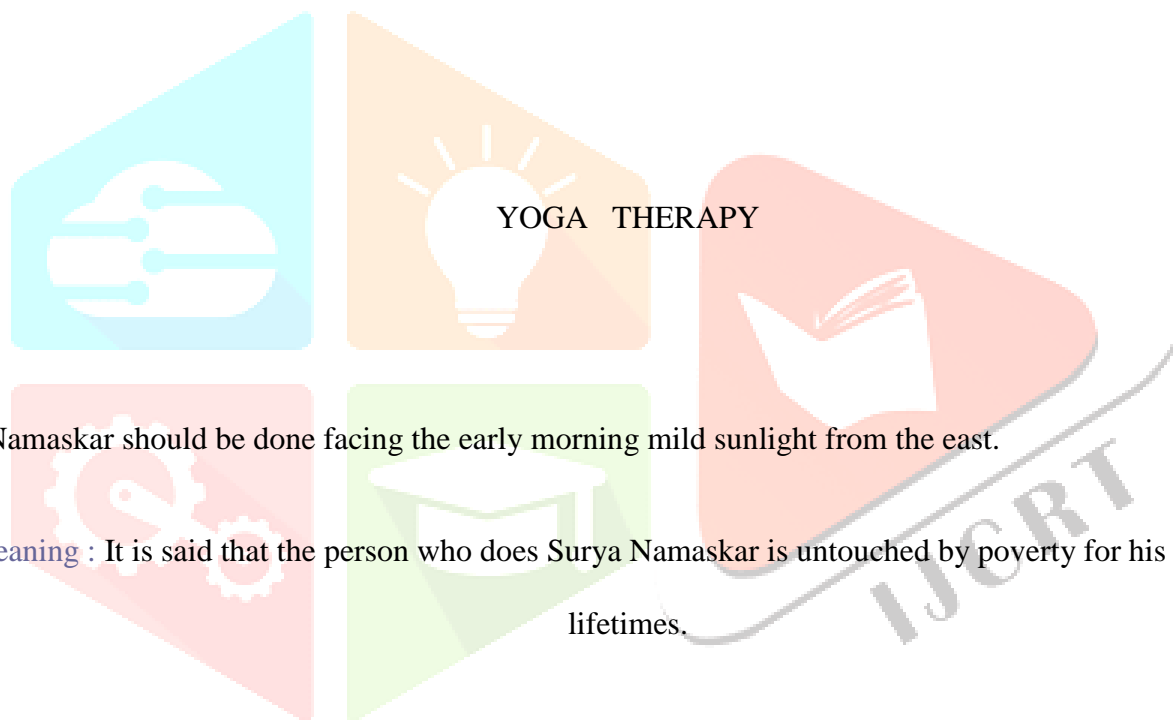 YOGA THERAPY
Namaskar should be done facing the early morning mild sunlight from the east.
eaning : It is said that the person who does Surya Namaskar is untouched by poverty for his
lifetimes.
IJCRT